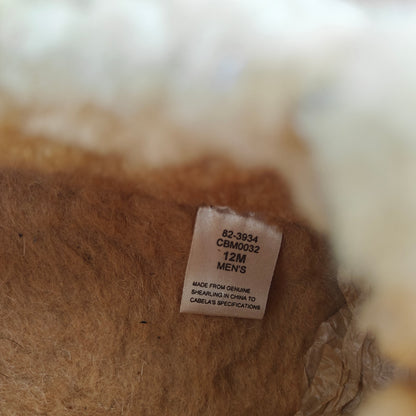 82-3934
CBM0032
12M
MEN'S
MADE FROM GENUINE
SHEARLING IN CHINA TO
CABELA'S SPECIFICATIONS